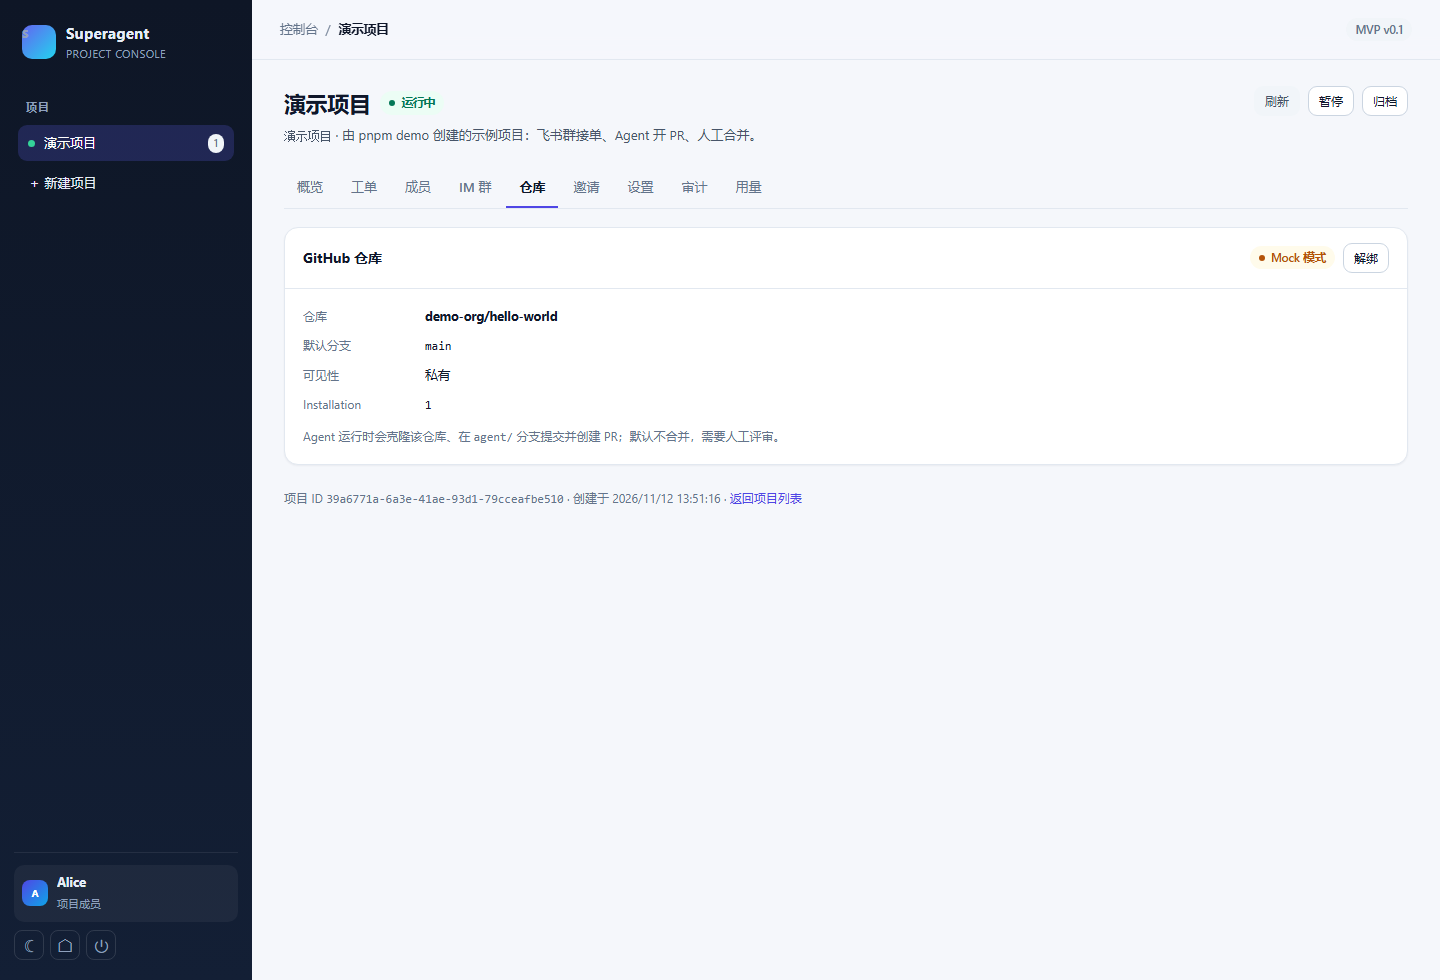 S
Superagent
PROJECT CONSOLE
项目
演示项目 1
+ 新建项目
Alice
A
项目成员
控制台 / 演示项目
MVP v0.1
演示项目
运行中
刷新 暂停 归档
演示项目 · 由 pnpm demo 创建的示例项目：飞书群接单、Agent 开 PR、人工合并。
概览 工单 成员 IM 群 仓库 邀请 设置 审计 用量
GitHub 仓库
Mock 模式 解绑
仓库 demo-org/hello-world
默认分支 main
可见性 私有
Installation 1
Agent 运行时会克隆该仓库、在 agent/ 分支提交并创建 PR；默认不合并，需要人工评审。
项目 ID 39a6771a-6a3e-41ae-93d1-79cceafbe510 · 创建于 2026/11/12 13:51:16 · 返回项目列表